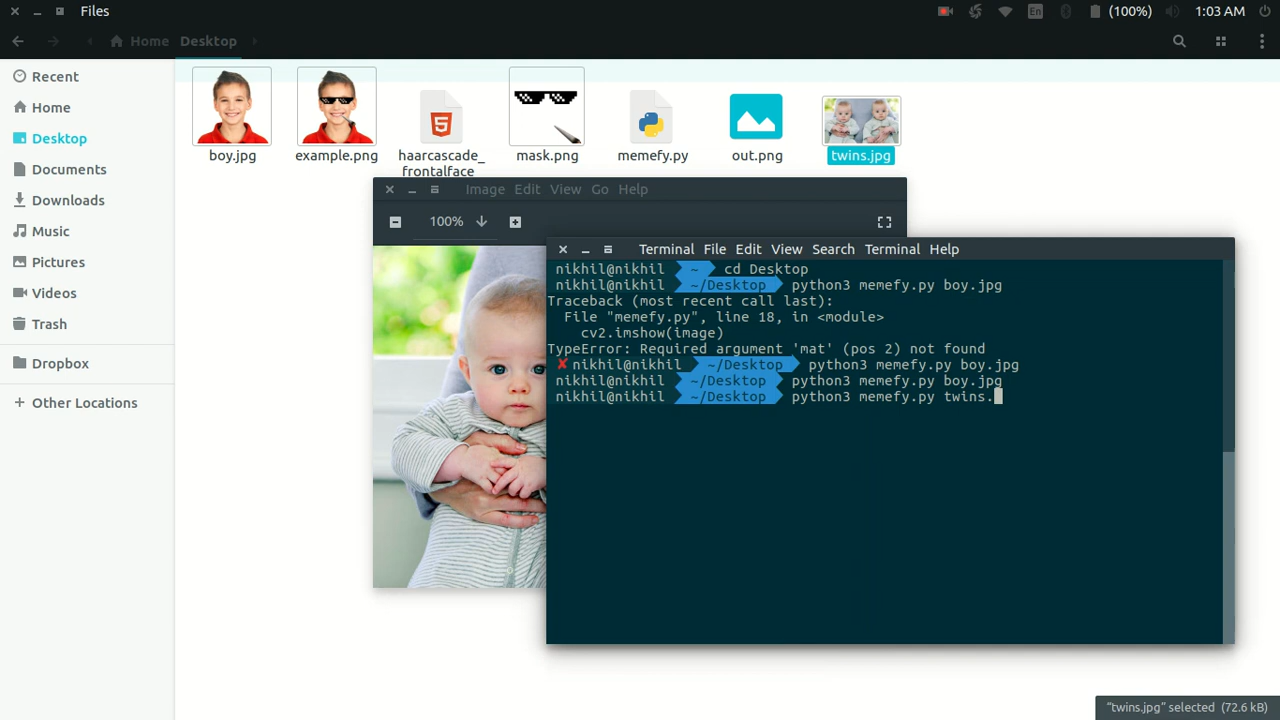 Files
En
(100%)
1:03 AM
Home Desktop
Recent
Home
Desktop
Documents
Downloads
Music
Pictures
Videos
Trash
Dropbox
Other Locations
boy.jpg
example.png
haarcascade_
frontalface
mask.png
memefy.py
out.png
twins.jpg
Image Edit View Go Help
100%
Terminal File Edit View Search Terminal Help
nikhil@nikhil ~ cd Desktop
nikhil@nikhil ~/Desktop python3 memefy.py boy.jpg
Traceback (most recent call last):
File "memefy.py", line 18, in <module>
cv2.imshow(image)
TypeError: Required argument 'mat' (pos 2) not found
✘ nikhil@nikhil ~/Desktop python3 memefy.py boy.jpg
nikhil@nikhil ~/Desktop python3 memefy.py boy.jpg
nikhil@nikhil ~/Desktop python3 memefy.py twins.
"twins.jpg" selected (72.6 kB)